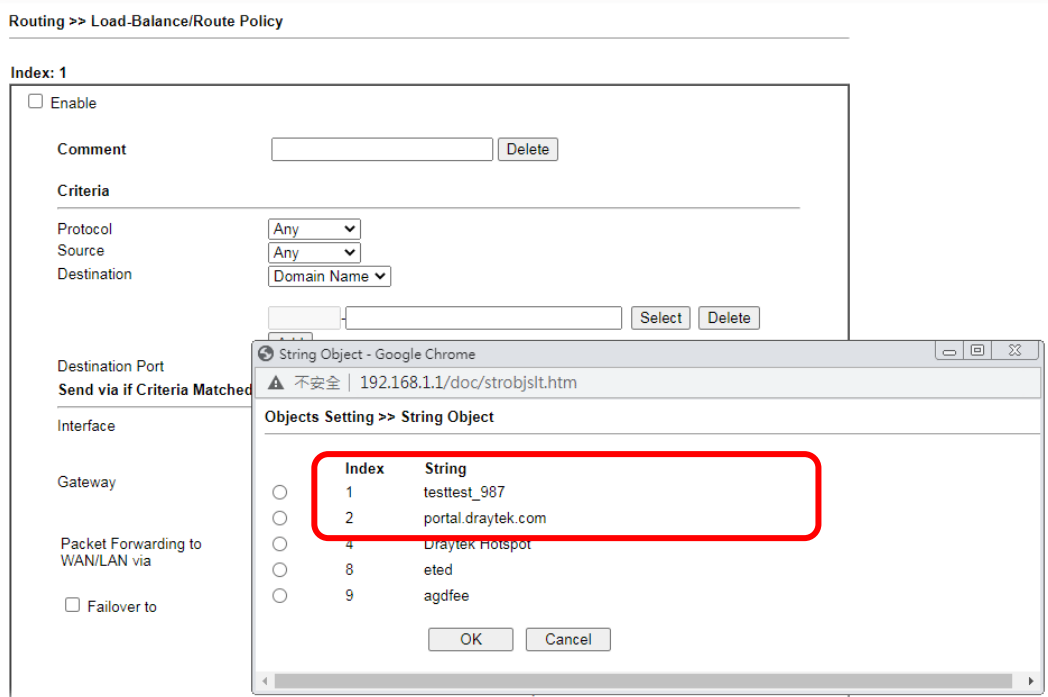 Routing >> Load-Balance/Route Policy
Index: 1
Enable
Comment Delete
Criteria
Protocol Any
Source Any
Destination Domain Name
- Select Delete
Add
Destination Port
Send via if Criteria Matched
Interface
Gateway
Packet Forwarding to
WAN/LAN via
Failover to
String Object - Google Chrome
不安全 | 192.168.1.1/doc/strobjslt.htm
Objects Setting >> String Object
Index String
1 testtest_987
2 portal.draytek.com
4 Draytek Hotspot
8 eted
9 agdfee
OK Cancel